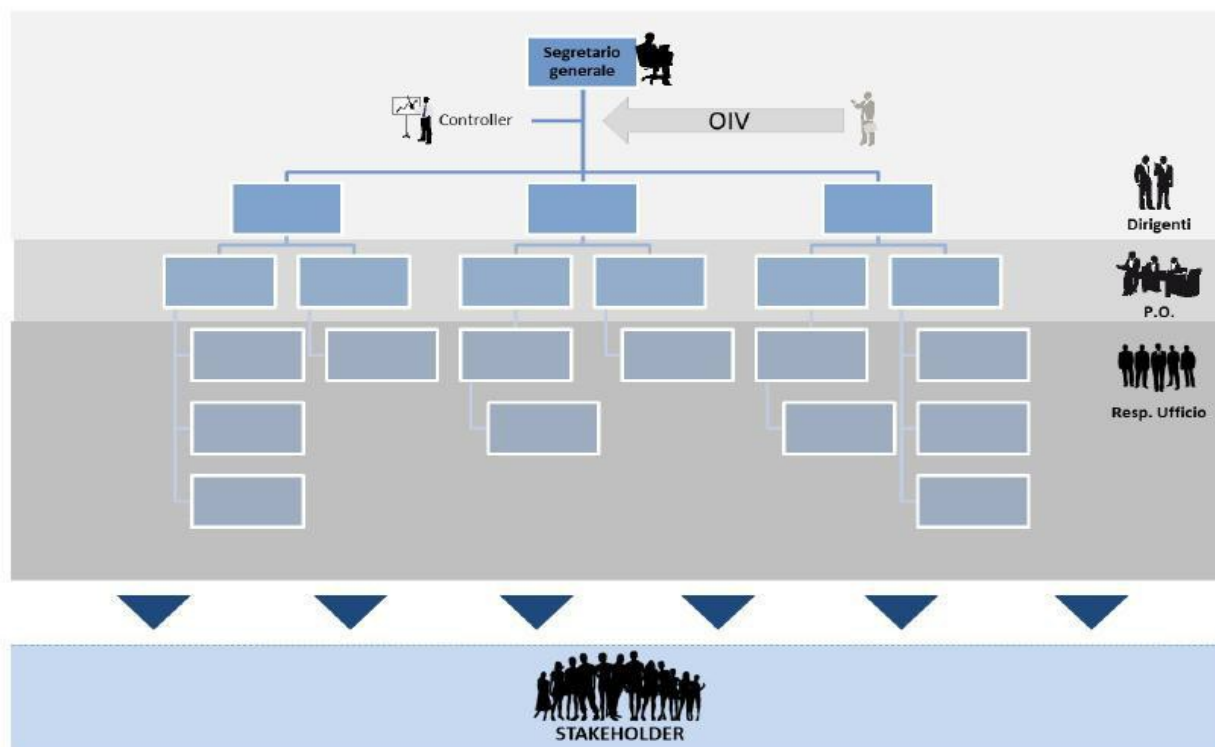 Segretario
generale
Controller
OIV
Dirigenti
P.O.
Resp. Ufficio
STAKEHOLDER